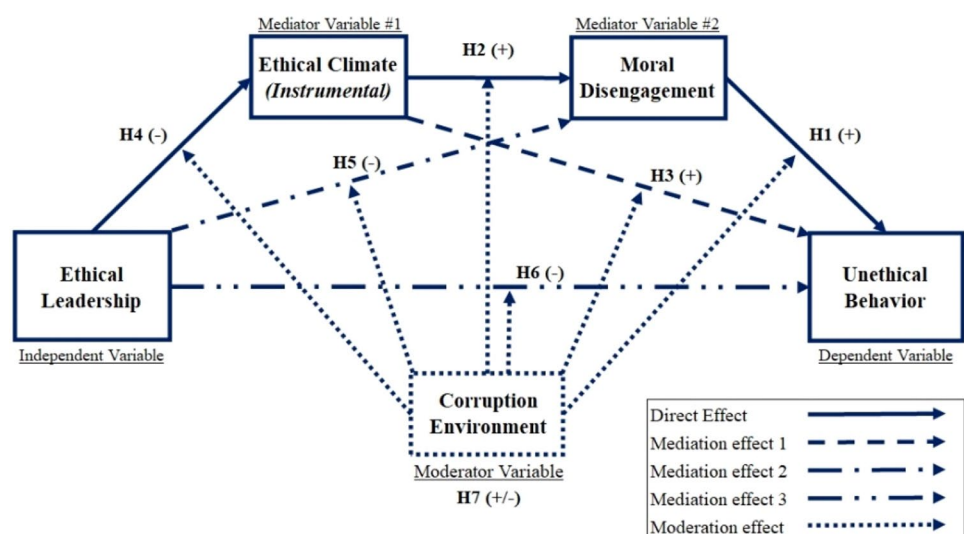 Mediator Variable #1
Mediator Variable #2
Ethical Climate
(Instrumental)
H2 (+)
Moral
Disengagement
H4 (-)
H1 (+)
H5 (-)
H3 (+)
Ethical
Leadership
H6 (-)
Unethical
Behavior
Independent Variable
Dependent Variable
Corruption
Environment
Moderator Variable
H7 (+/-)
Direct Effect
Mediation effect 1
Mediation effect 2
Mediation effect 3
Moderation effect